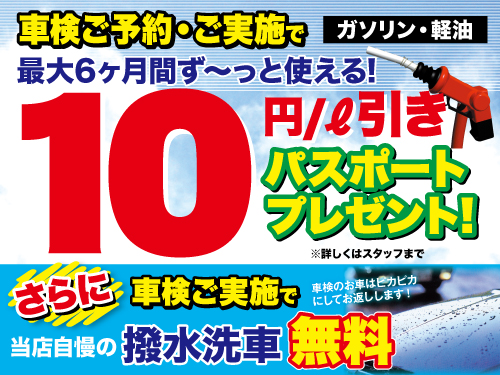 車検ご予約・ご実施で
ガソリン・軽油
最大6ヶ月間ず〜っと使える!
10円/ℓ引き
パスポート
プレゼント!
※詳しくはスタッフまで
さらに
車検ご実施で
車検のお車はピカピカ
にしてお返しします!
当店自慢の撥水洗車無料